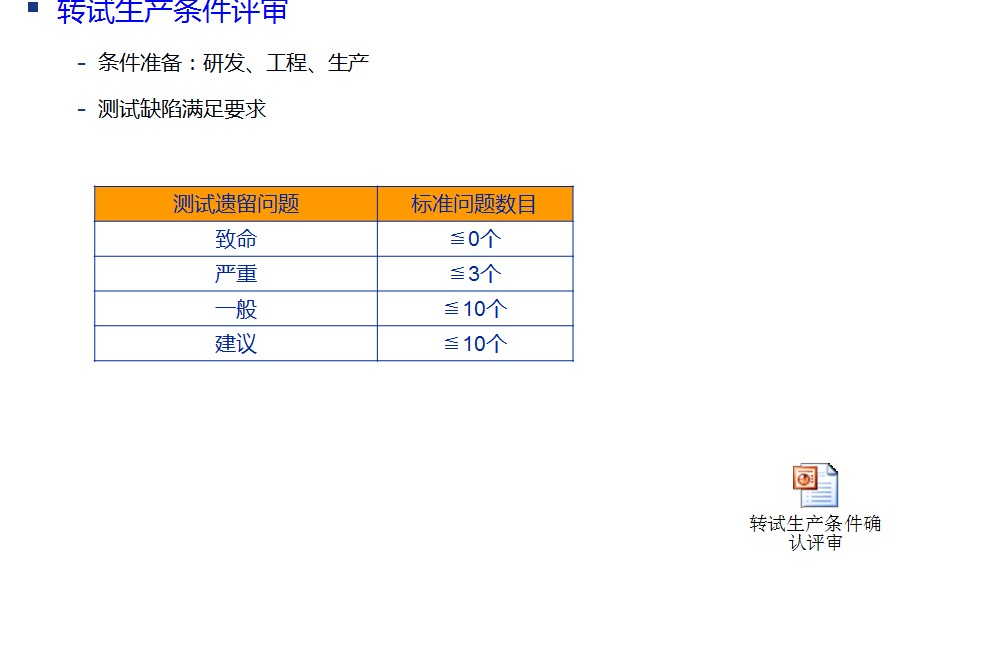 转试生产条件评审
- 条件准备：研发、工程、生产
- 测试缺陷满足要求
测试遗留问题 标准问题数目
致命 ≦0个
严重 ≦3个
一般 ≦10个
建议 ≦10个
转试生产条件确
认评审